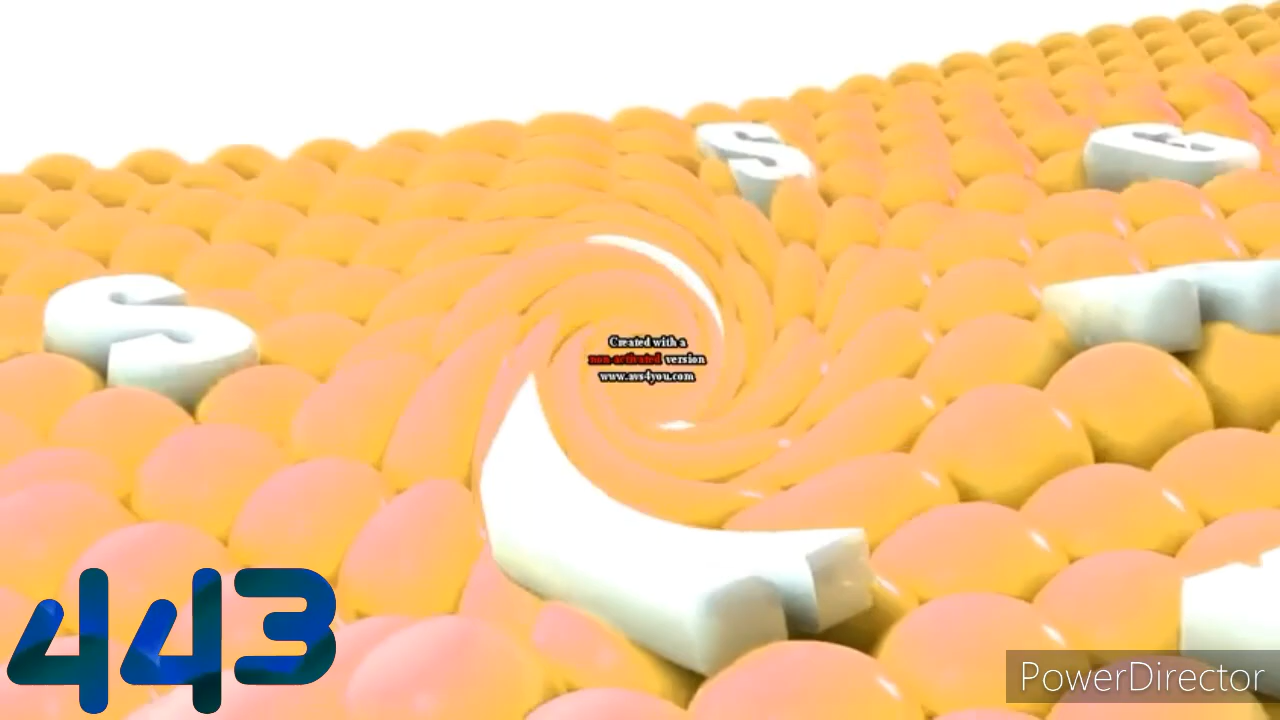 S
G
S
Created with a
non-activated version
www.avs4you.com
443
PowerDirector